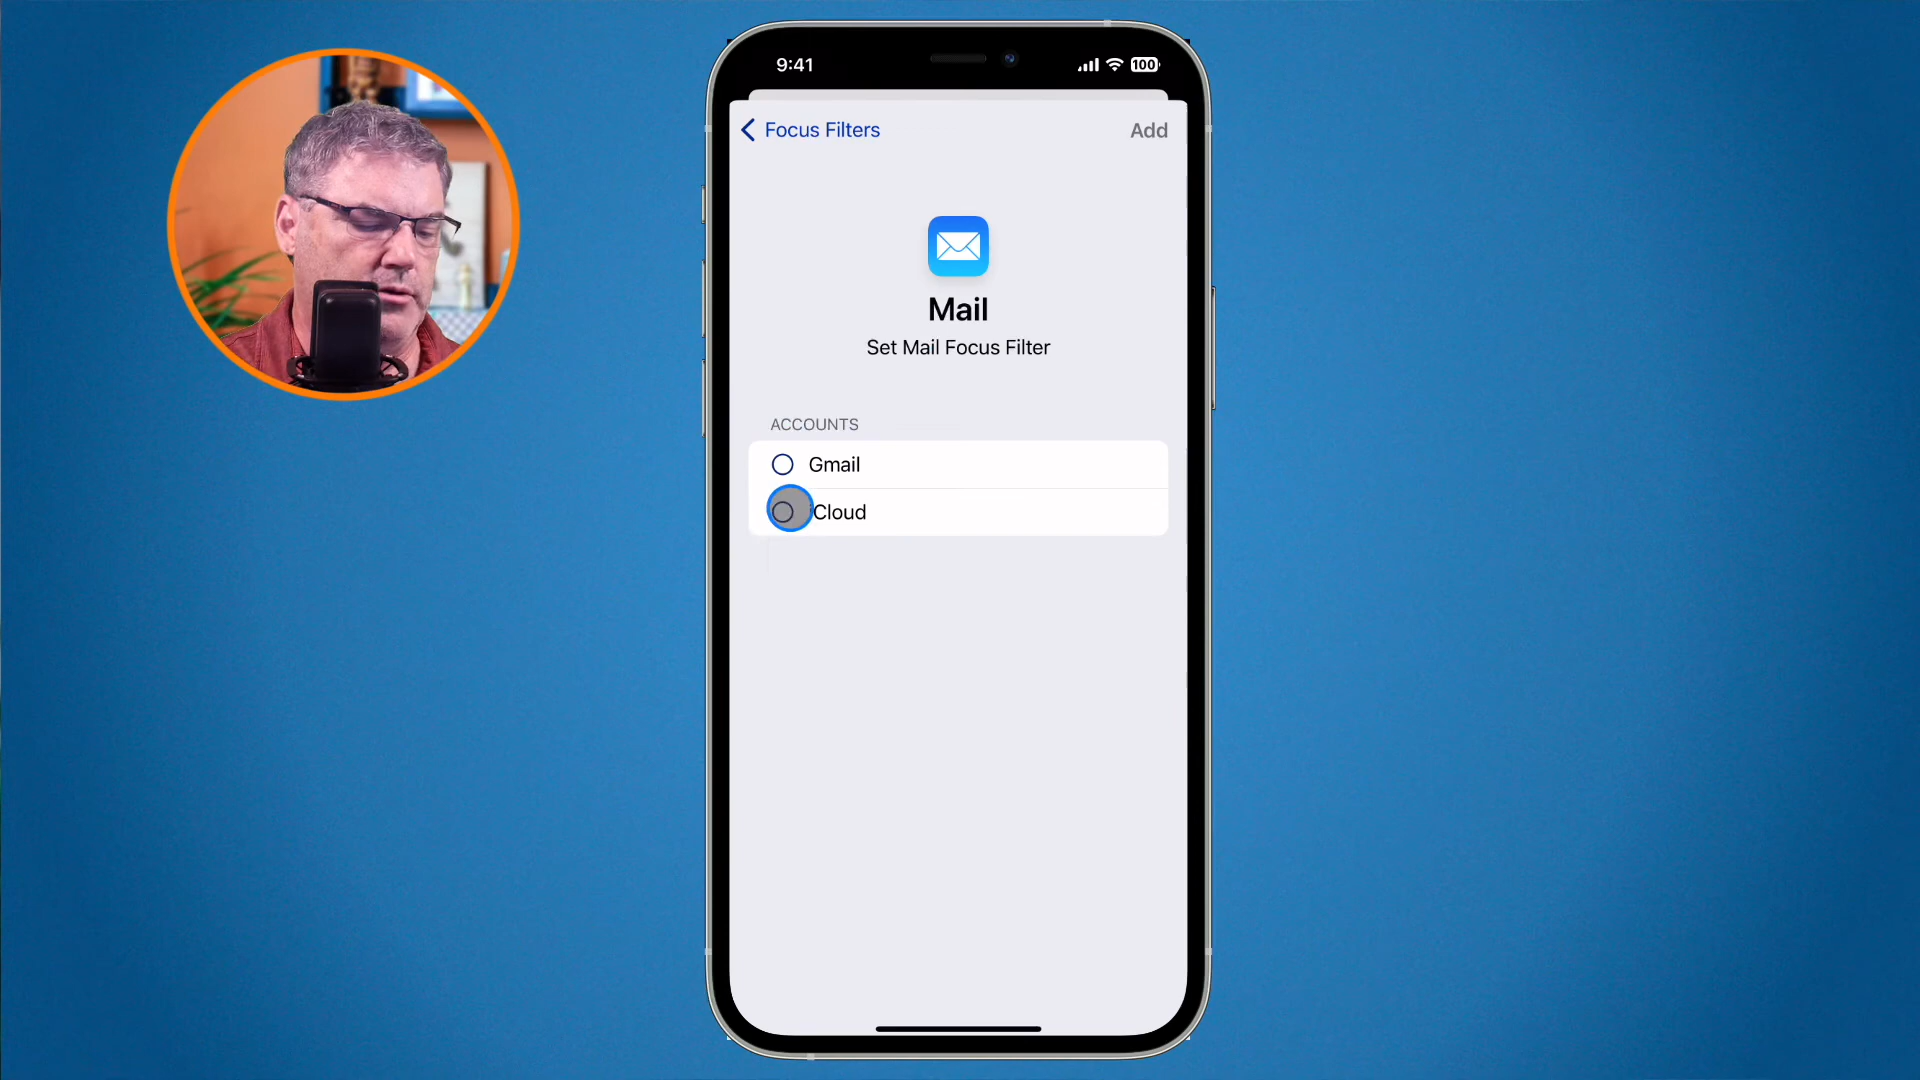 9:41
100
Focus Filters
Add
Mail
Set Mail Focus Filter
ACCOUNTS
Gmail
Cloud